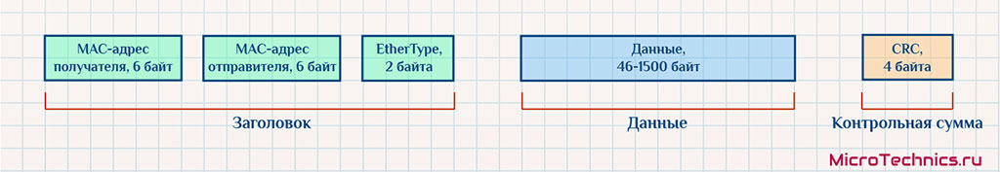 MAC-адрес
получателя, 6 байт
MAC-адрес
отправителя, 6 байт
EtherType,
2 байта
Данные,
46-1500 байт
CRC,
4 байта
Заголовок
Данные
Контрольная сумма
MicroTechnics.ru